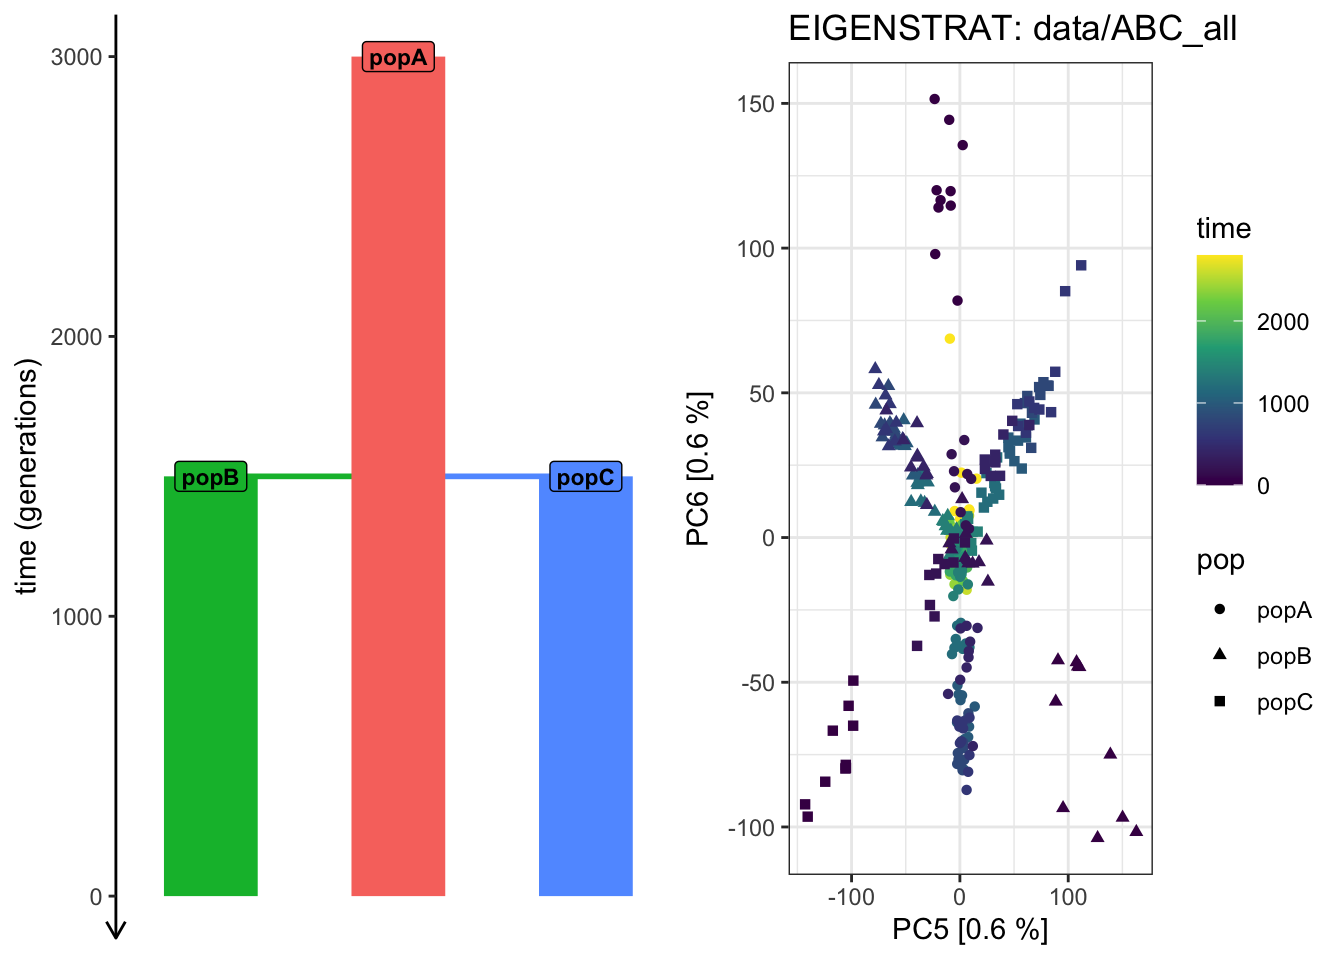 time (generations)
3000
2000
1000
0
popA
popB
popC
EIGENSTRAT: data/ABC_all
PC6 [0.6 %]
150
100
50
0
-50
-100
-100
0
100
PC5 [0.6 %]
time
2000
1000
0
pop
popA
popB
popC